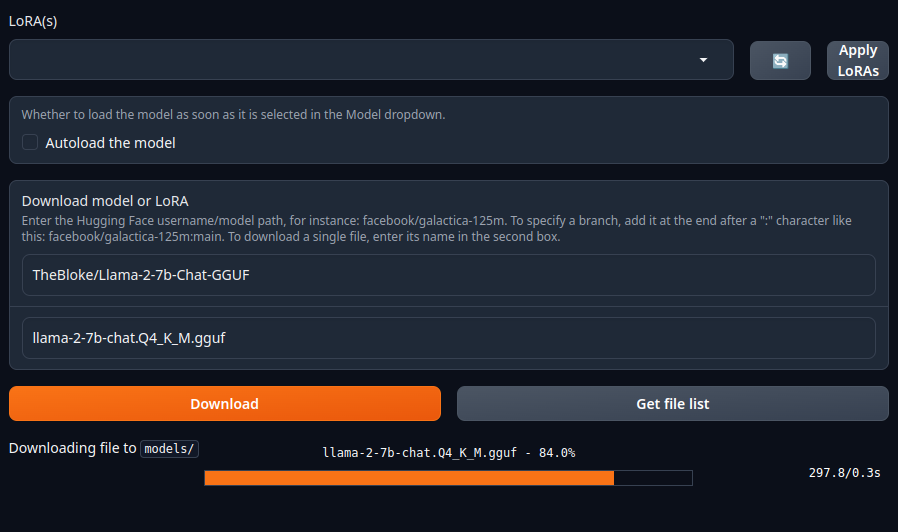 LoRA(s)
Apply
LoRAs
Whether to load the model as soon as it is selected in the Model dropdown.
Autoload the model
Download model or LoRA
Enter the Hugging Face username/model path, for instance: facebook/galactica-125m. To specify a branch, add it at the end after a ":" character like
this: facebook/galactica-125m:main. To download a single file, enter its name in the second box.
TheBloke/Llama-2-7b-Chat-GGUF
llama-2-7b-chat.Q4_K_M.gguf
Download
Get file list
Downloading file to models/
llama-2-7b-chat.Q4_K_M.gguf - 84.0%
297.8/0.3s